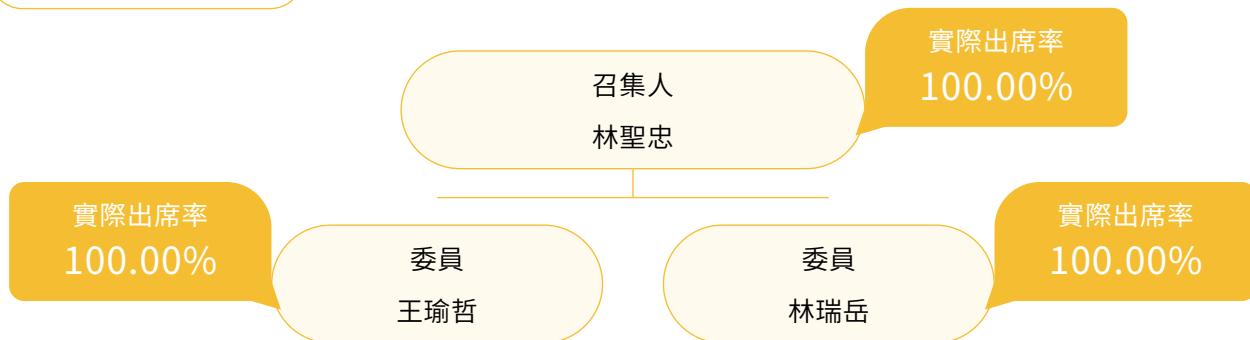 召集人
林聖忠
實際出席率
100.00%
實際出席率
100.00%
委員
王瑜哲
委員
林瑞岳
實際出席率
100.00%